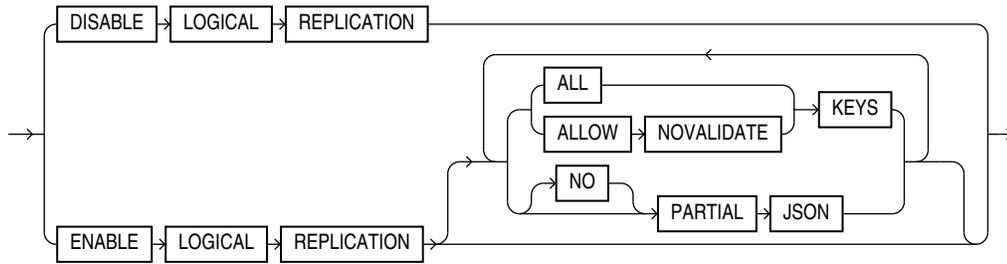 DISABLE LOGICAL REPLICATION
ALL
KEYS
ALLOW NOVALIDATE
NO
PARTIAL JSON
ENABLE LOGICAL REPLICATION